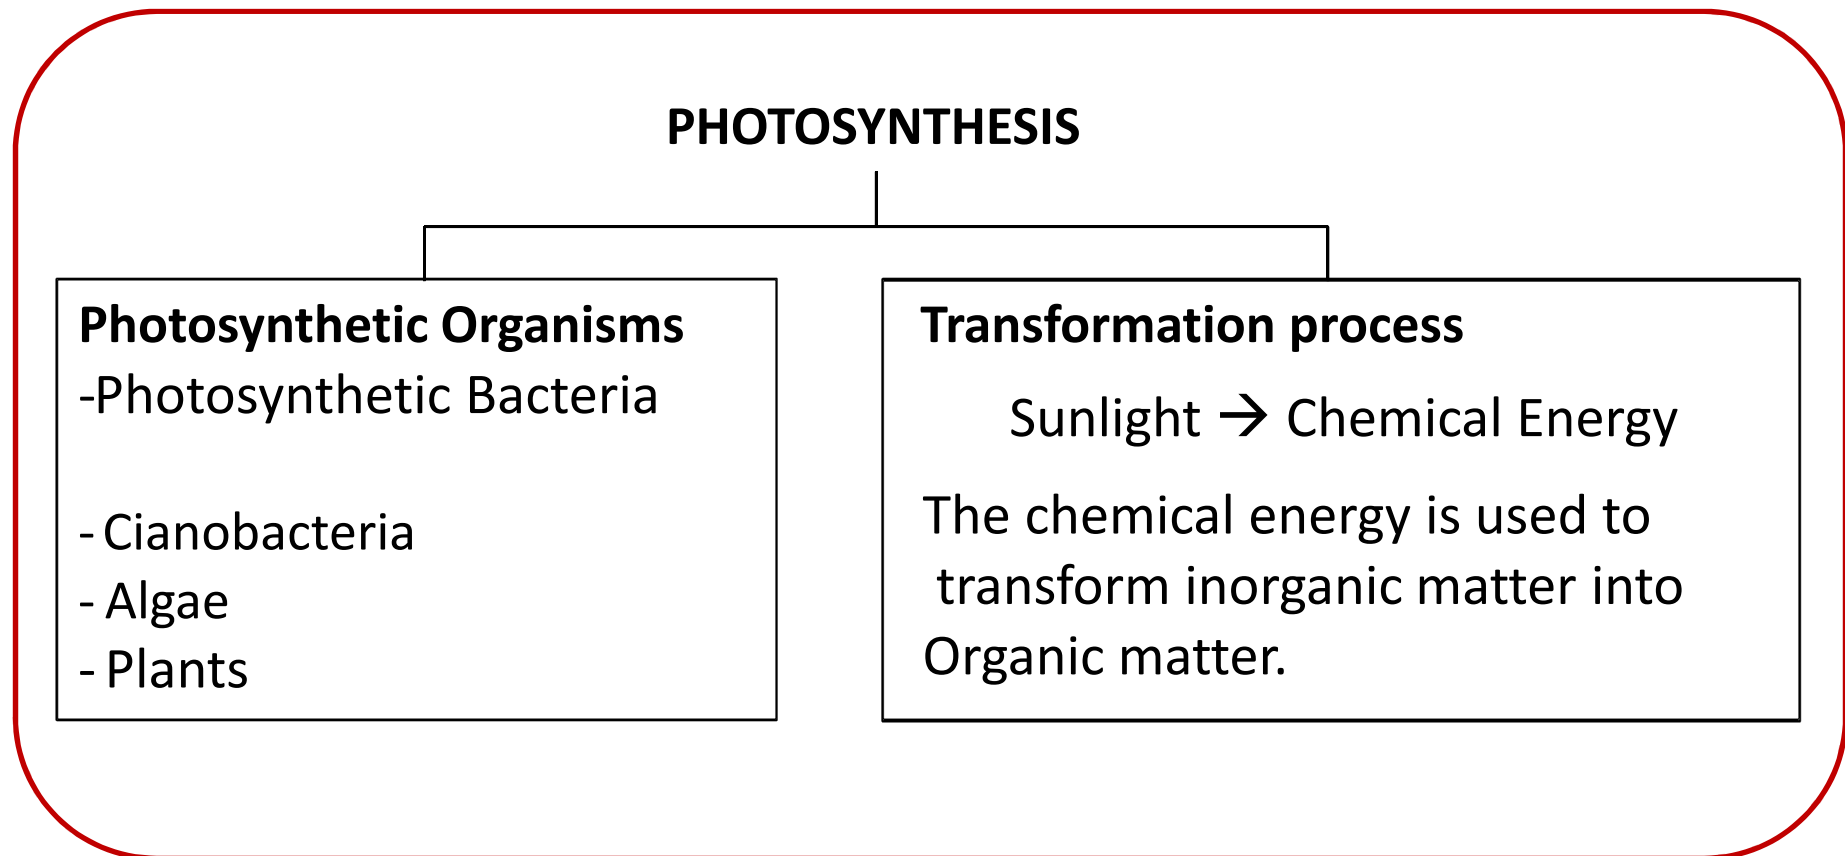 PHOTOSYNTHESIS
Photosynthetic Organisms
-Photosynthetic Bacteria
- Cianobacteria
- Algae
- Plants
Transformation process
Sunlight → Chemical Energy
The chemical energy is used to
transform inorganic matter into
Organic matter.